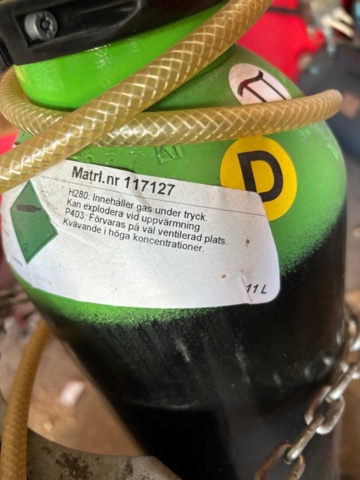 D
Matrl.nr 117127
H280: Innehåller gas under tryck.
Kan explodera vid uppvärmning
P403: Förvaras på väl ventilerad plats.
Kvävande i höga koncentrationer.
11 L